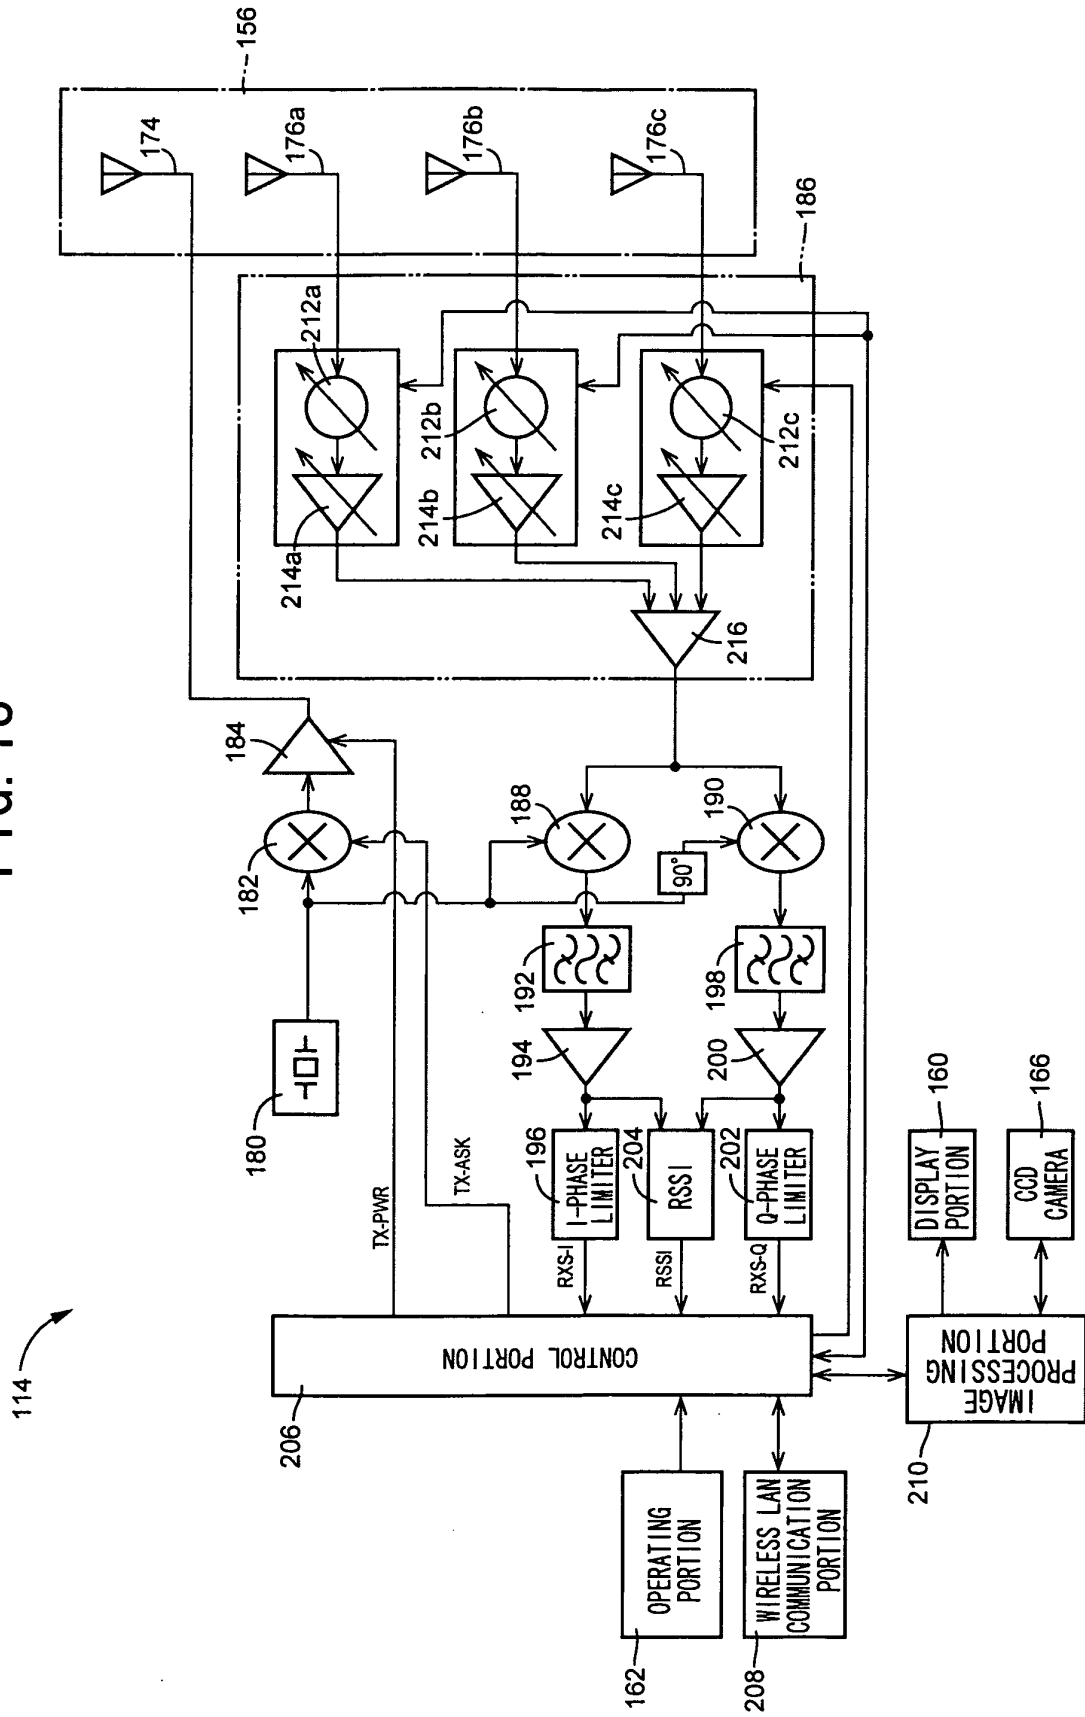 114
156
174
176a
176b
176c
186
212a
212b
212c
214a
214b
214c
216
184
182
188
190
90°
180
192
194
198
200
TX-PWR
TX-ASK
196
I-PHASE
LIMITER
204
RSSI
202
Q-PHASE
LIMITER
RXS-I
RSSI
RXS-Q
206
CONTROL PORTION
160
DISPLAY
PORTION
166
CCD
CAMERA
210
IMAGE
PROCESSING
PORTION
162
OPERATING
PORTION
208
WIRELESS LAN
COMMUNICATION
PORTION